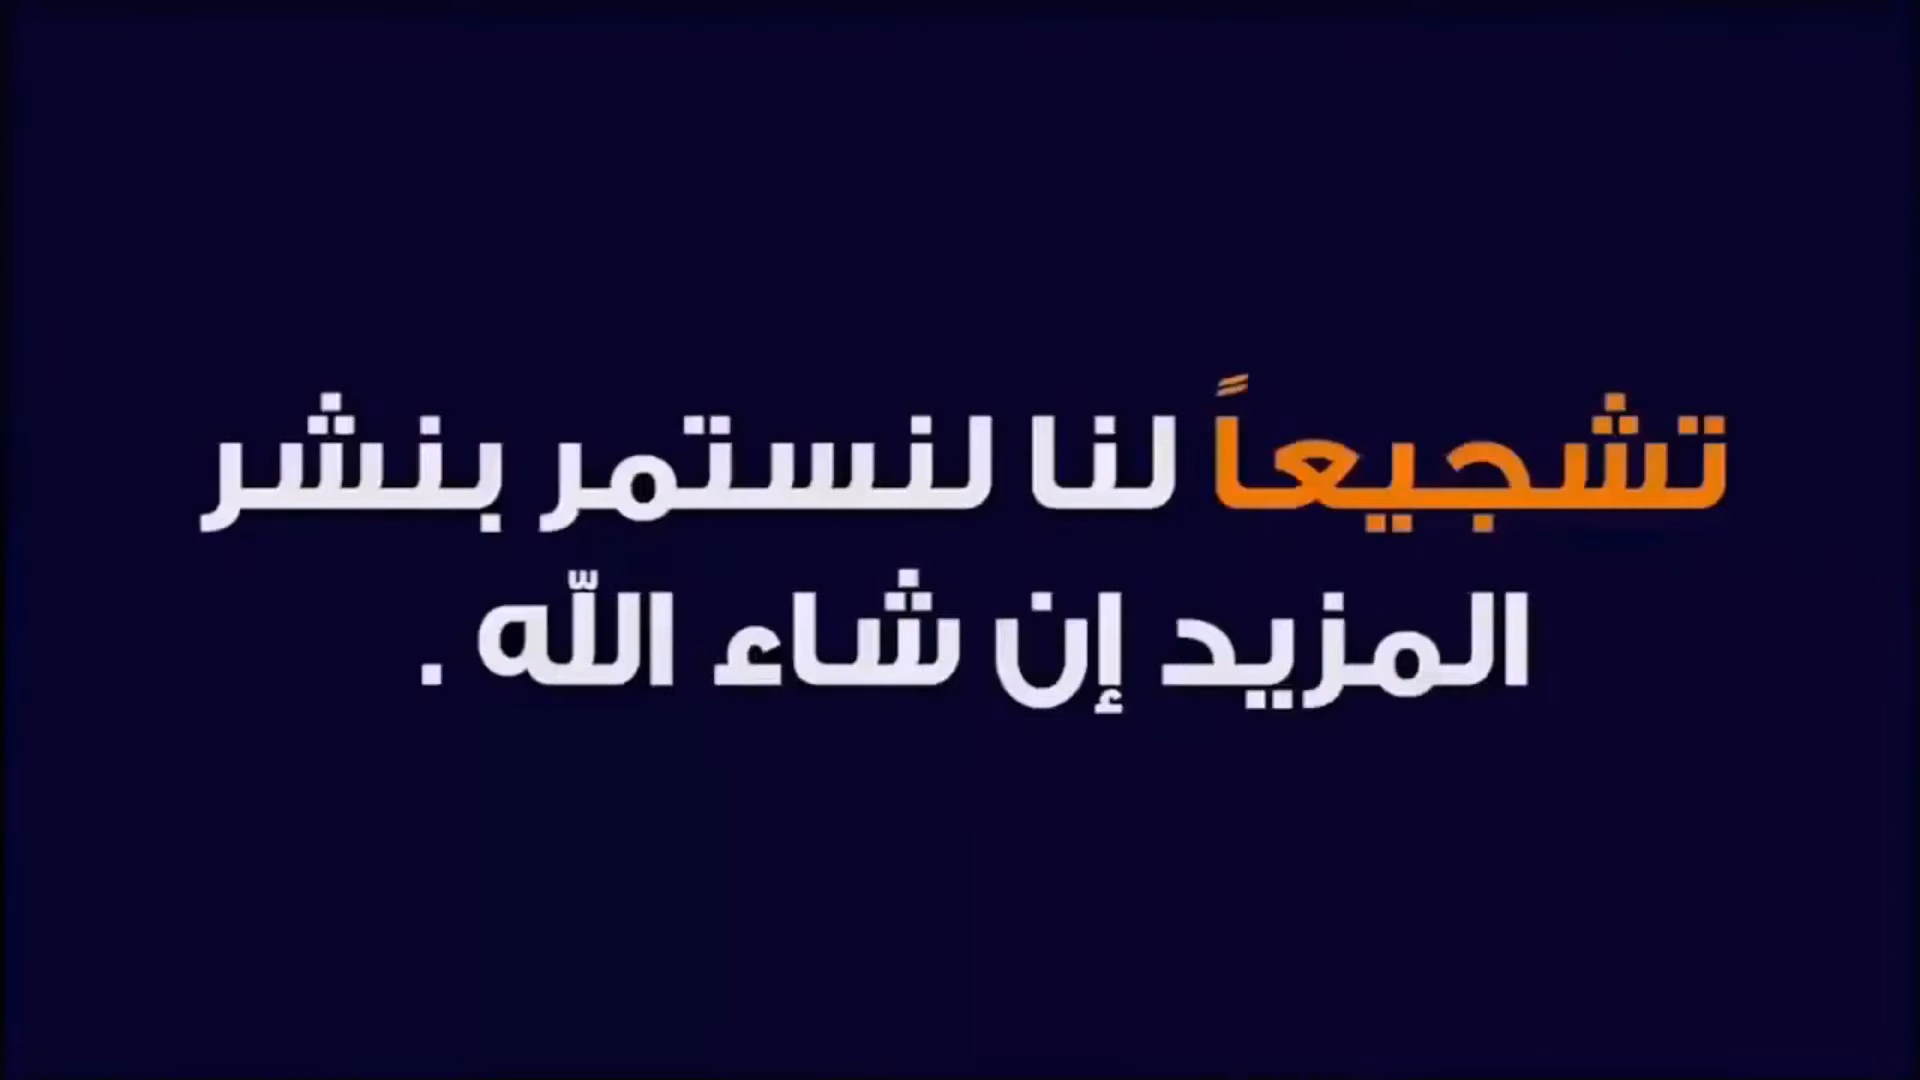 تشجيعاً لنا لنستمر بنشر
المزيد إن شاء اللّه .